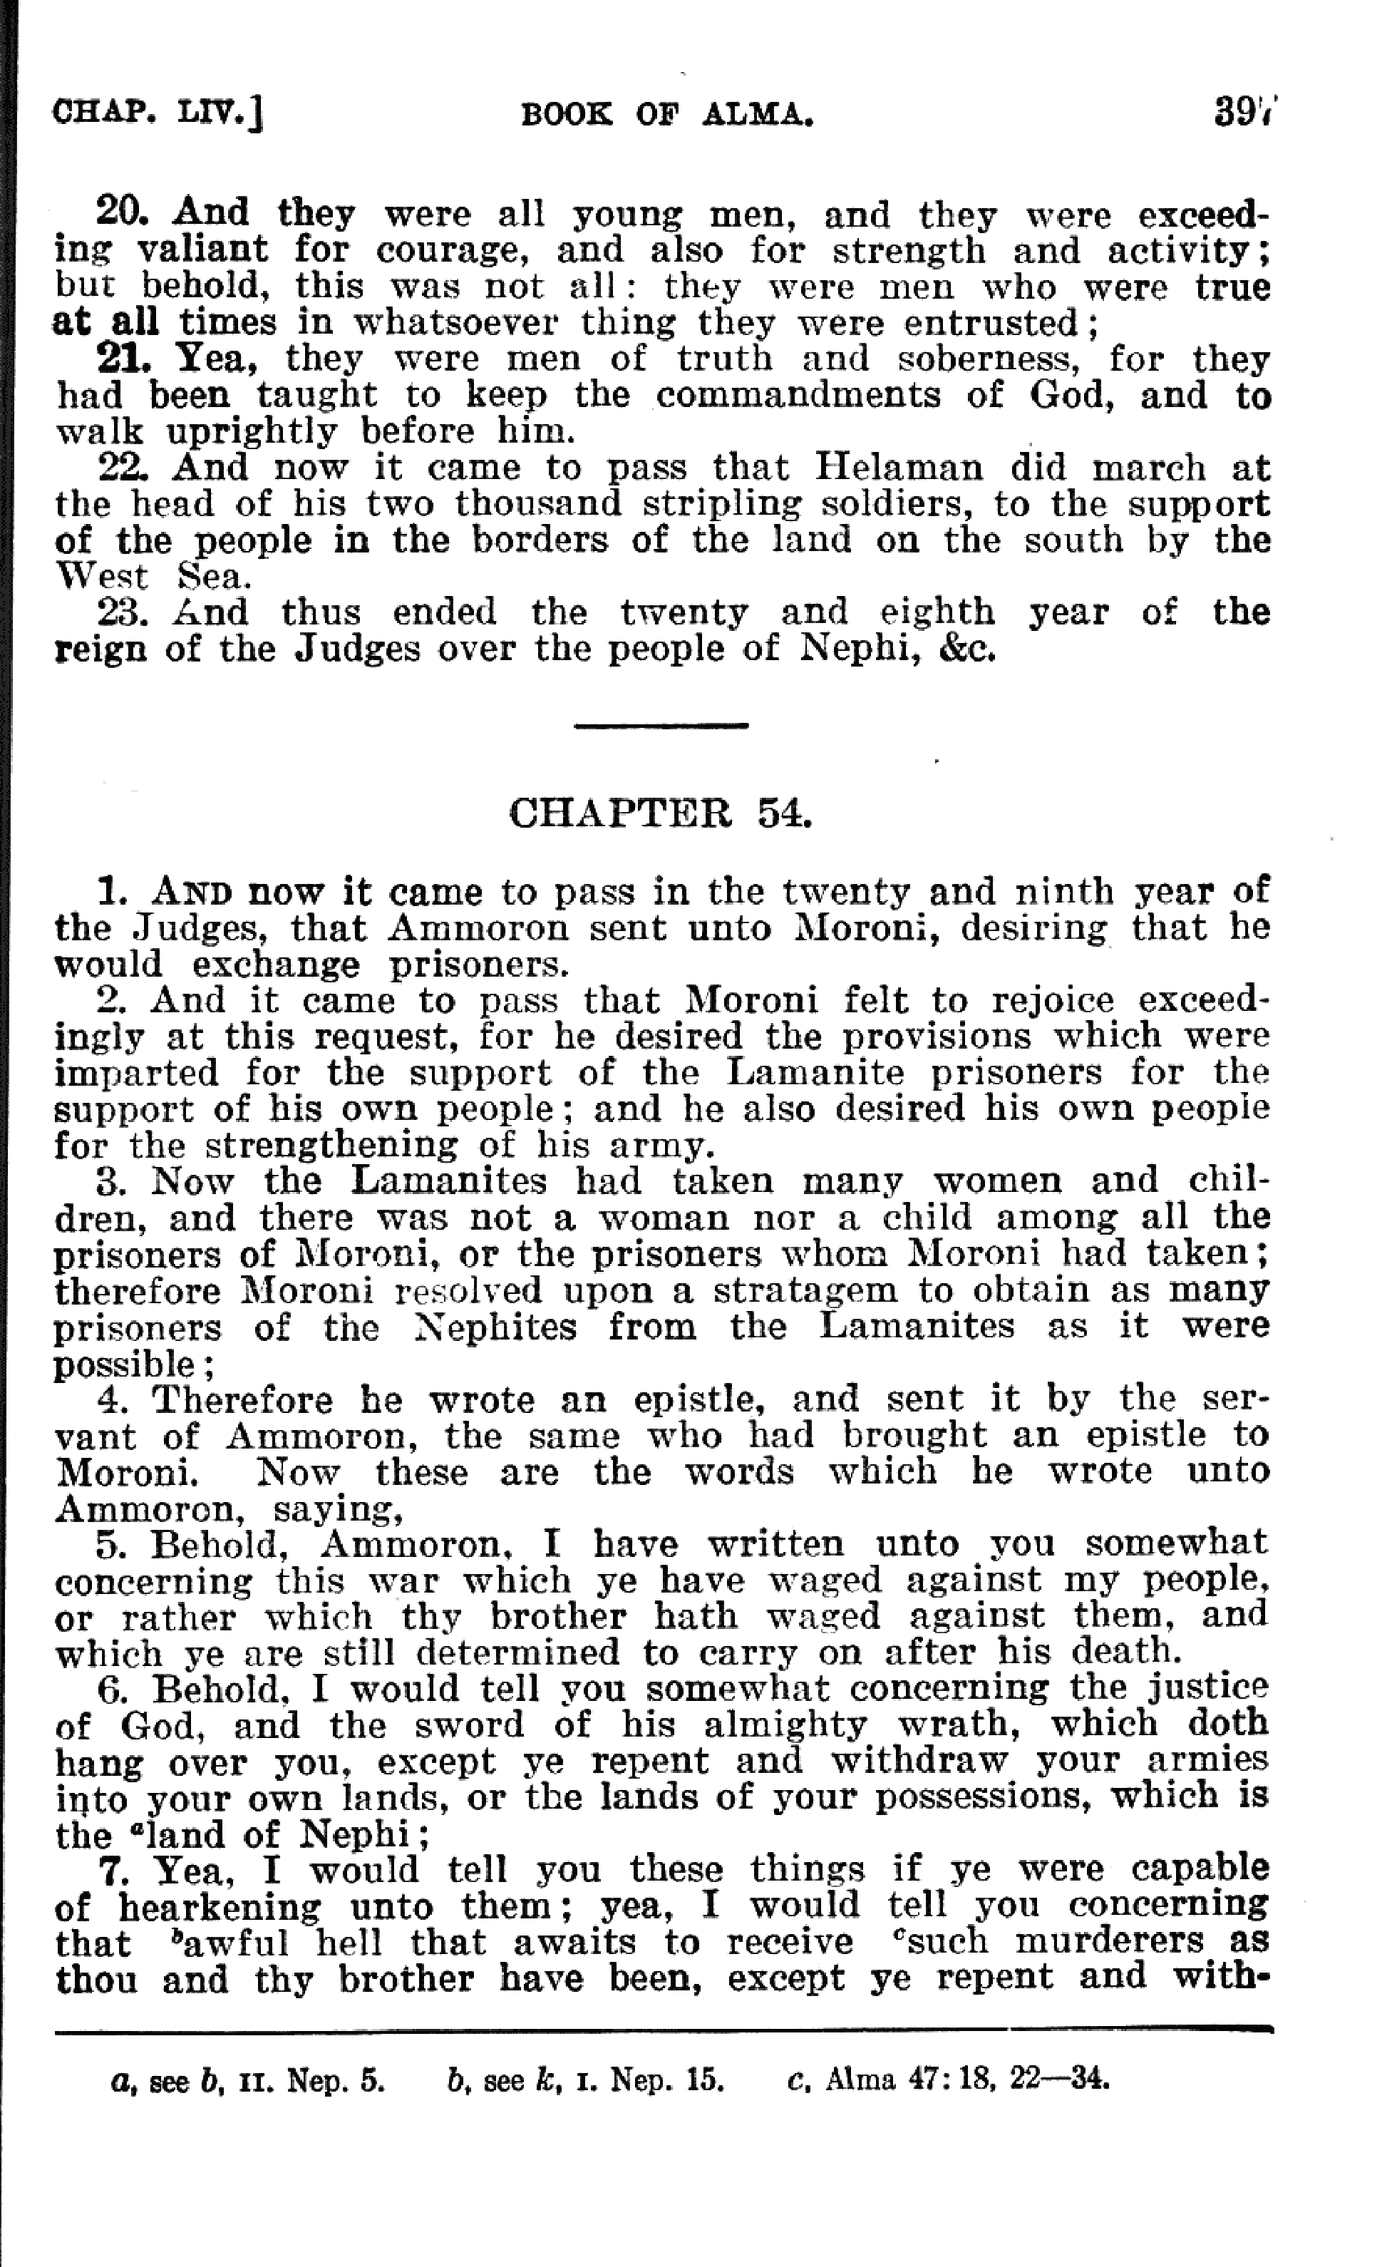 CHAP. LIV.] BOOK OF ALMA. 397
20. And they were all young men, and they were exceed-
ing valiant for courage, and also for strength and activity;
but behold, this was not all: they were men who were true
at all times in whatsoever thing they were entrusted;
21. Yea, they were men of truth and soberness, for they
had been taught to keep the commandments of God, and to
walk uprightly before him.
22. And now it came to pass that Helaman did march at
the head of his two thousand stripling soldiers, to the support
of the people in the borders of the land on the south by the
West Sea.
23. And thus ended the twenty and eighth year of the
reign of the Judges over the people of Nephi, &c.
CHAPTER 54.
1. AND now it came to pass in the twenty and ninth year of
the Judges, that Ammoron sent unto Moroni, desiring that he
would exchange prisoners.
2. And it came to pass that Moroni felt to rejoice exceed-
ingly at this request, for he desired the provisions which were
imparted for the support of the Lamanite prisoners for the
support of his own people; and he also desired his own people
for the strengthening of his army.
3. Now the Lamanites had taken many women and chil-
dren, and there was not a woman nor a child among all the
prisoners of Moroni, or the prisoners whom Moroni had taken;
therefore Moroni resolved upon a stratagem to obtain as many
prisoners of the Nephites from the Lamanites as it were
possible;
4. Therefore he wrote an epistle, and sent it by the ser-
vant of Ammoron, the same who had brought an epistle to
Moroni. Now these are the words which he wrote unto
Ammoron, saying,
5. Behold, Ammoron, I have written unto you somewhat
concerning this war which ye have waged against my people,
or rather which thy brother hath waged against them, and
which ye are still determined to carry on after his death.
6. Behold, I would tell you somewhat concerning the justice
of God, and the sword of his almighty wrath, which doth
hang over you, except ye repent and withdraw your armies
into your own lands, or the lands of your possessions, which is
the ᵃland of Nephi;
7. Yea, I would tell you these things if ye were capable
of hearkening unto them; yea, I would tell you concerning
that ᵇawful hell that awaits to receive ᶜsuch murderers as
thou and thy brother have been, except ye repent and with-
a, see b, II. Nep. 5. b, see k, I. Nep. 15. c, Alma 47: 18, 22—34.